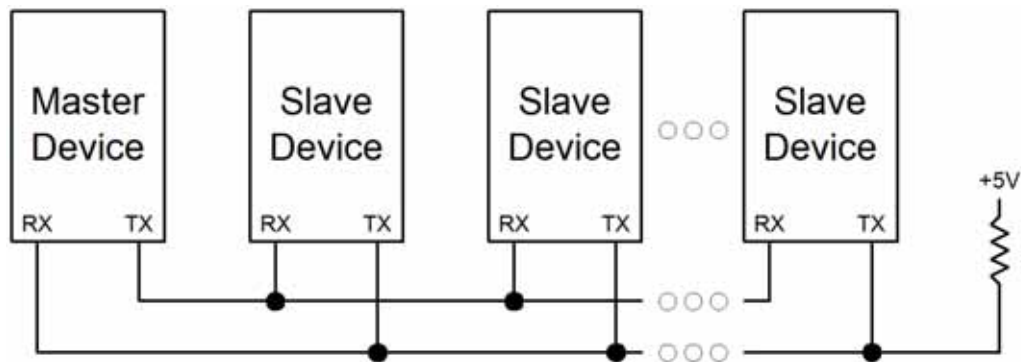 Master
Device
Slave
Device
Slave
Device
Slave
Device
+5V
RX TX
RX TX
RX TX
RX TX